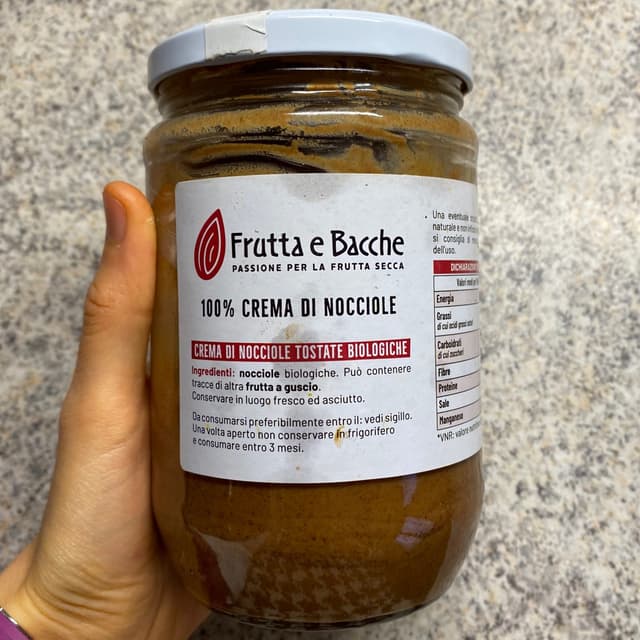 Frutta e Bacche
PASSIONE PER LA FRUTTA SECCA
100% CREMA DI NOCCIOLE
CREMA DI NOCCIOLE TOSTATE BIOLOGICHE
Ingredienti: nocciole biologiche. Può contenere
tracce di altra frutta a guscio.
Conservare in luogo fresco ed asciutto.
Da consumarsi preferibilmente entro il: vedi sigillo.
Una volta aperto non conservare in frigorifero
e consumare entro 3 mesi.
Una eventuale
naturale e non
si consiglia di
dell'uso.
Valori medi
Energia
Grassi
di cui acidi grassi saturi
Carboidrati
di cui zuccheri
Fibre
Proteine
Sale
Manganese
*VNR: valore